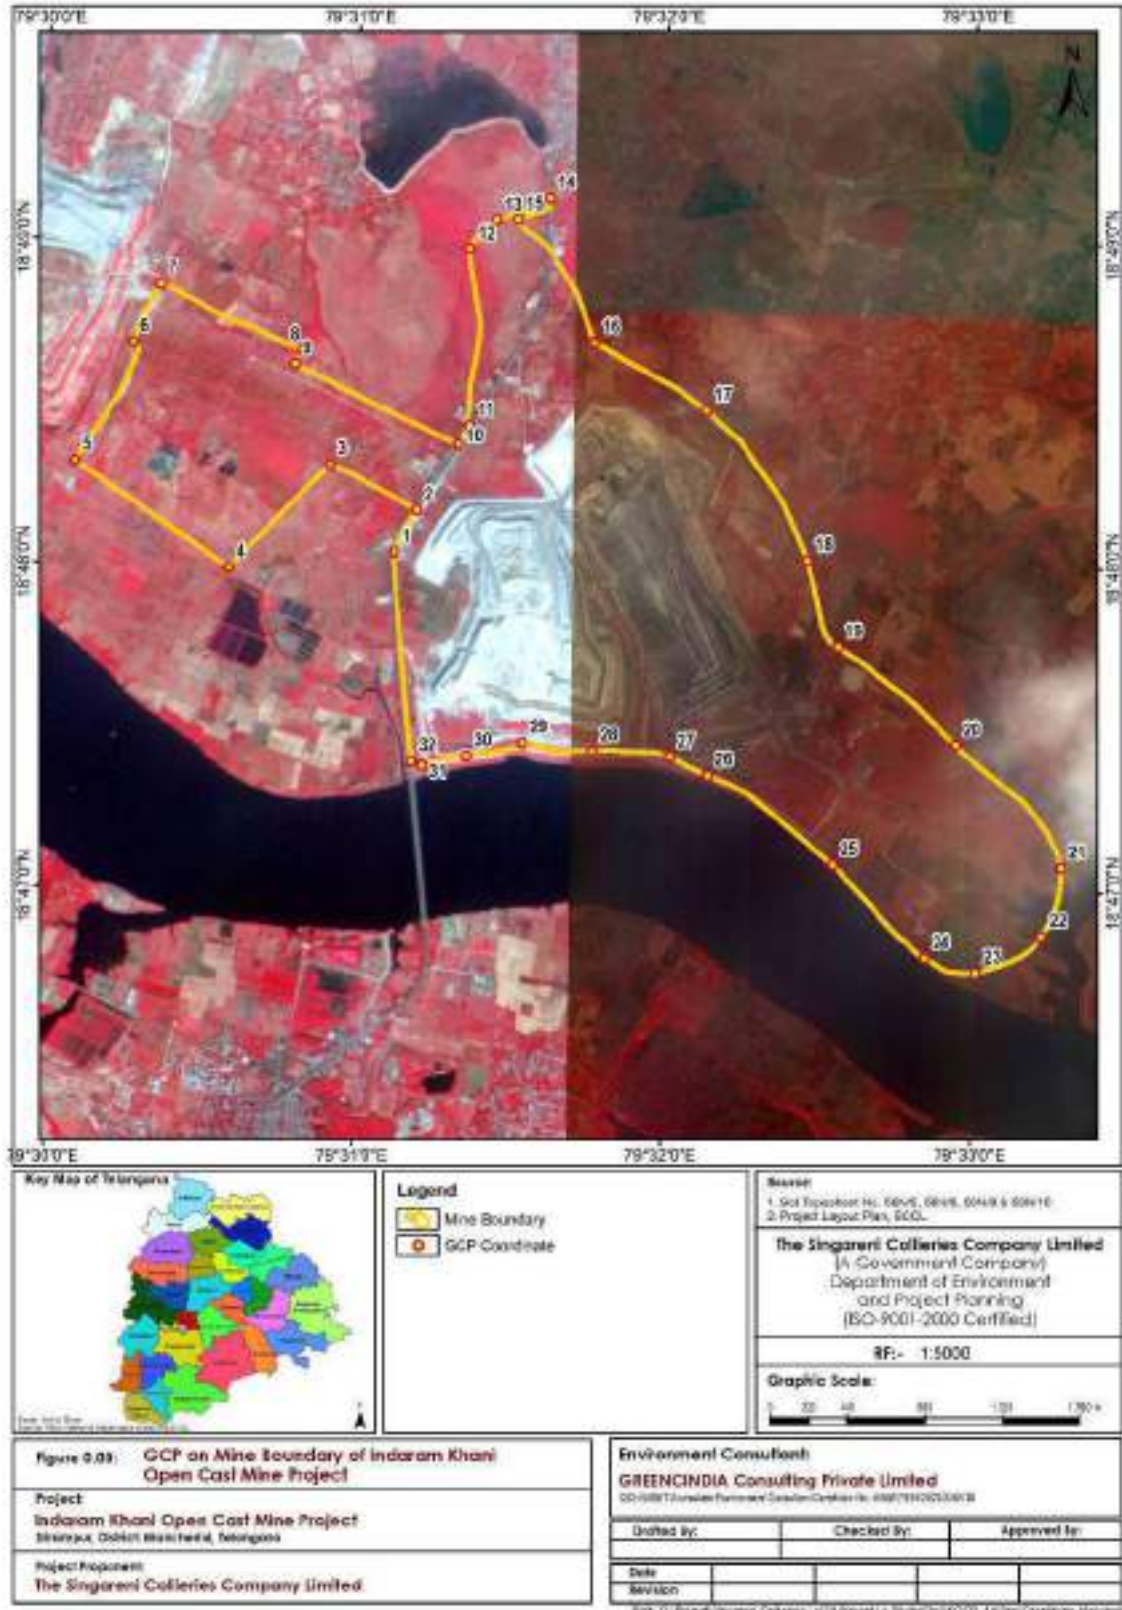 79°30'0"E 79°31'0"E 79°32'0"E 79°33'0"E
N
14
13 15
12
18°49'0"N 18°49'0"N
7
6
8
9
16
17
11
10
5
3
2
1
4
18
18°48'0"N 18°48'0"N
19
20
32
31
30
29
28
27
26
25
21
18°47'0"N 18°47'0"N
22
24
23
79°30'0"E 79°31'0"E 79°32'0"E 79°33'0"E
Key Map of Telangana
Legend
Mine Boundary
GCP Coordinate
Source:
2. Project Layout Plan, SCCL.
The Singareni Collieries Company Limited
(A Government Company)
Department of Environment
and Project Planning
(ISO-9001-2000 Certified)
RF:- 1:5000
Graphic Scale:
GCP on Mine Boundary of Indaram Khani
Open Cast Mine Project
Project:
Indaram Khani Open Cast Mine Project
District Mancherial, Telangana
Project Proponent:
The Singareni Collieries Company Limited
Environment Consultant:
GREENCINDIA Consulting Private Limited
Drafted By: Checked By: Approved By:
Date
Revision